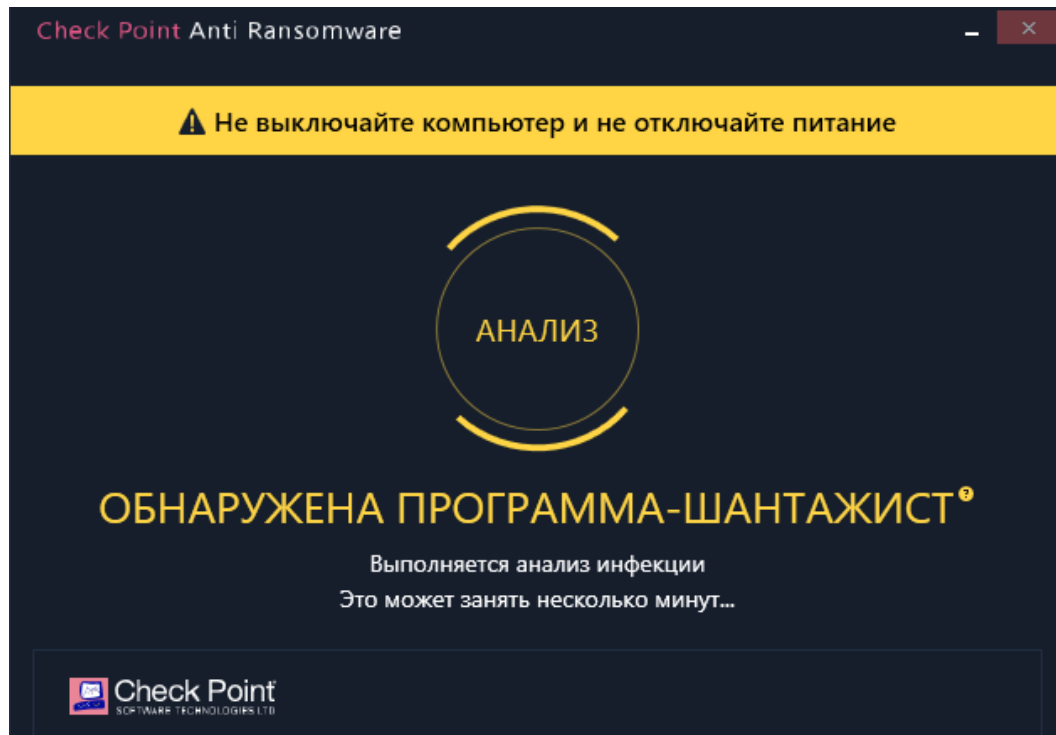 Check Point Anti Ransomware
Не выключайте компьютер и не отключайте питание
АНАЛИЗ
ОБНАРУЖЕНА ПРОГРАММА-ШАНТАЖИСТ?
Выполняется анализ инфекции
Это может занять несколько минут...
Check Point
SOFTWARE TECHNOLOGIES LTD